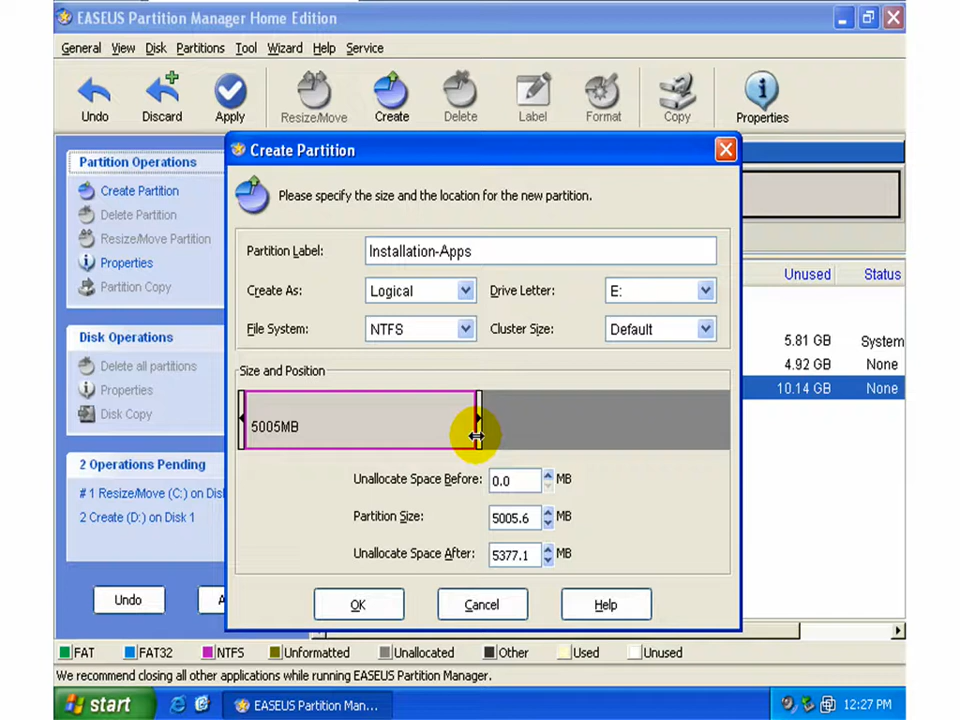 EASEUS Partition Manager Home Edition
General View Disk Partitions Tool Wizard Help Service
Undo Discard Apply Resize/Move Create Delete Label Format Copy Properties
Partition Operations
Create Partition
Delete Partition
Resize/Move Partition
Properties
Partition Copy
Disk Operations
Delete all partitions
Properties
Disk Copy
2 Operations Pending
# 1 Resize/Move (C:) on Dis
2 Create (D:) on Disk 1
Undo A
Create Partition
Please specify the size and the location for the new partition.
Partition Label: Installation-Apps
Create As: Logical Drive Letter: E:
File System: NTFS Cluster Size: Default
Size and Position
5005MB
Unallocate Space Before: 0.0 MB
Partition Size: 5005.6 MB
Unallocate Space After: 5377.1 MB
OK Cancel Help
Unused Status
5.81 GB System
4.92 GB None
10.14 GB None
FAT FAT32 NTFS Unformatted Unallocated Other Used Unused
We recommend closing all other applications while running EASEUS Partition Manager.
start EASEUS Partition Man... 12:27 PM